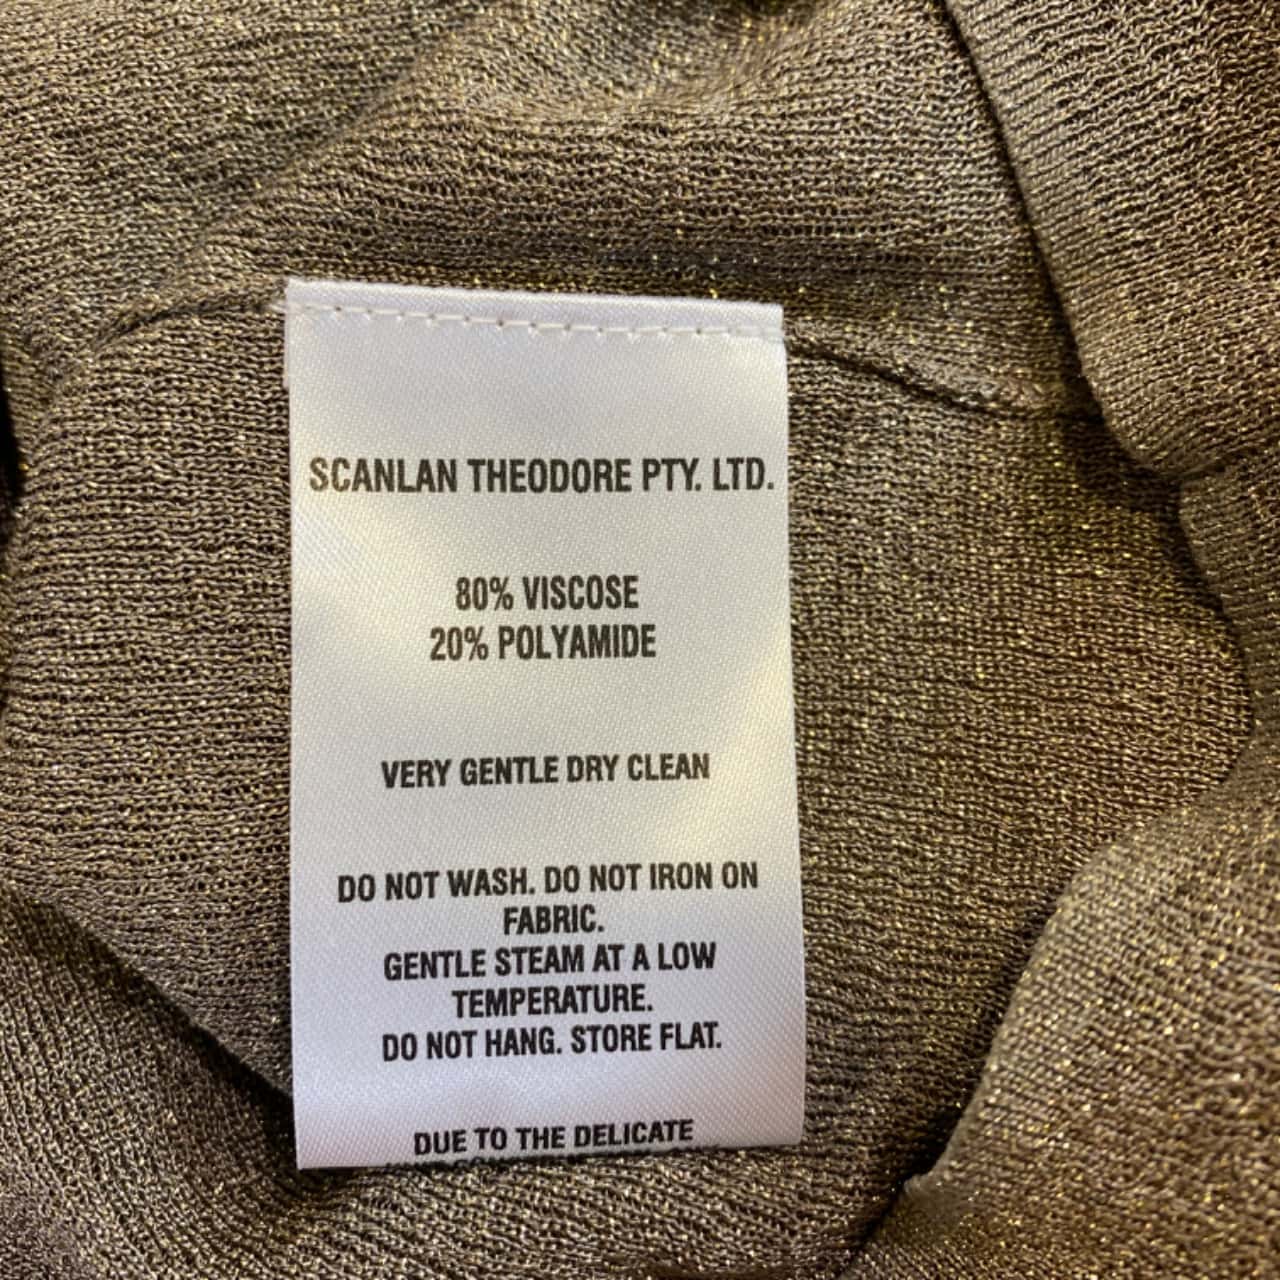 SCANLAN THEODORE PTY. LTD.
80% VISCOSE
20% POLYAMIDE
VERY GENTLE DRY CLEAN
DO NOT WASH. DO NOT IRON ON
FABRIC.
GENTLE STEAM AT A LOW
TEMPERATURE.
DO NOT HANG. STORE FLAT.
DUE TO THE DELICATE